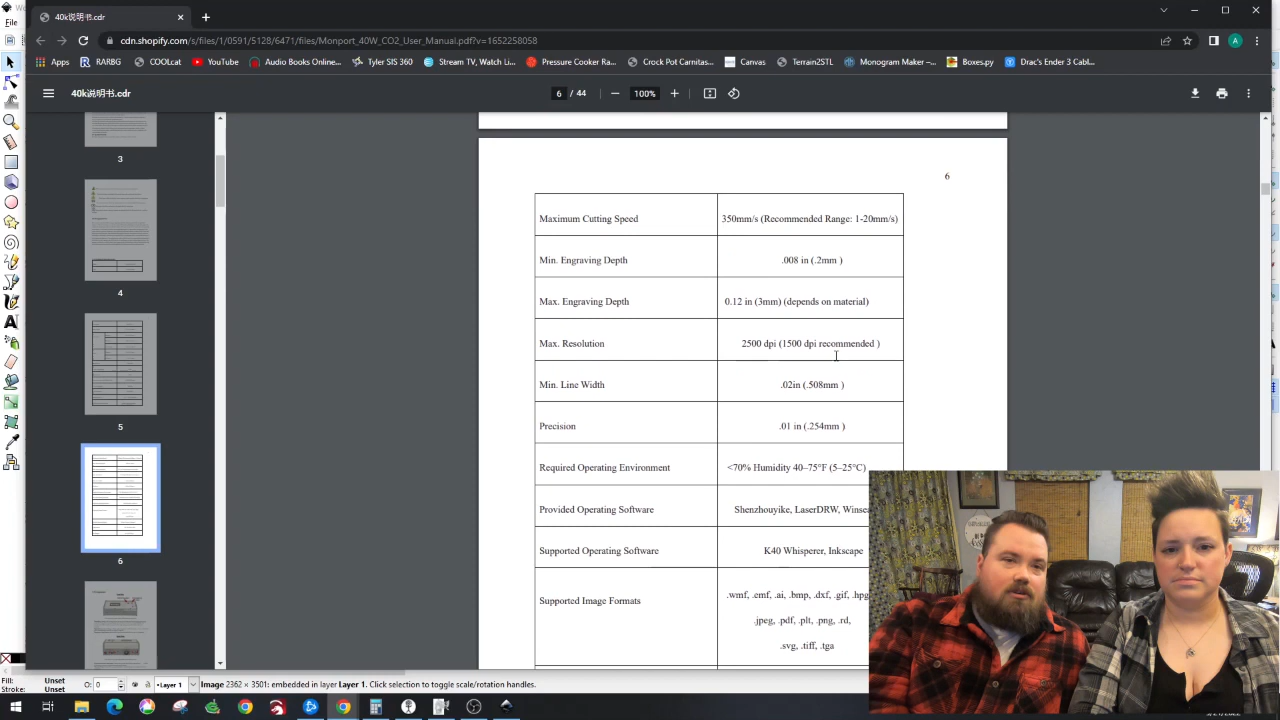 40k说明书.cdr
File
cdn.shopify.com/s/files/1/0591/5128/6471/files/Monport_40W_CO2_User_Manual.pdf?v=1652258058
Apps RARBG COOLcat YouTube Audio Books Online... Tyler SIS 360 Stream TV, Watch Li... Pressure Cooker Ra... Crock Pot Carnitas... Canvas Terrain2STL Monogram Maker –... Boxes.py Drac's Ender 3 Cabl...
40k说明书.cdr 6 / 44 100%
3
4
5
6
6
Maximum Cutting Speed 350mm/s (Recommended Range: 1-20mm/s)
Min. Engraving Depth .008 in (.2mm )
Max. Engraving Depth 0.12 in (3mm) (depends on material)
Max. Resolution 2500 dpi (1500 dpi recommended )
Min. Line Width .02in (.508mm )
Precision .01 in (.254mm )
Required Operating Environment <70% Humidity 40–75°F (5–25°C)
Provided Operating Software Shenzhouyike, LaserDRW, Winsea
Supported Operating Software K40 Whisperer, Inkscape
Supported Image Formats .wmf, .emf, .ai, .bmp, .dxf, .gif, .hpg
.jpeg, .pdf, .plt, .png, .rd,
.svg, .tiff, .tga
Fill: Unset
Stroke: Unset
O: 0 Layer 1 Image 2362 × 3501: embedded in layer Layer 1. Click selection to toggle scale/rotation handles.